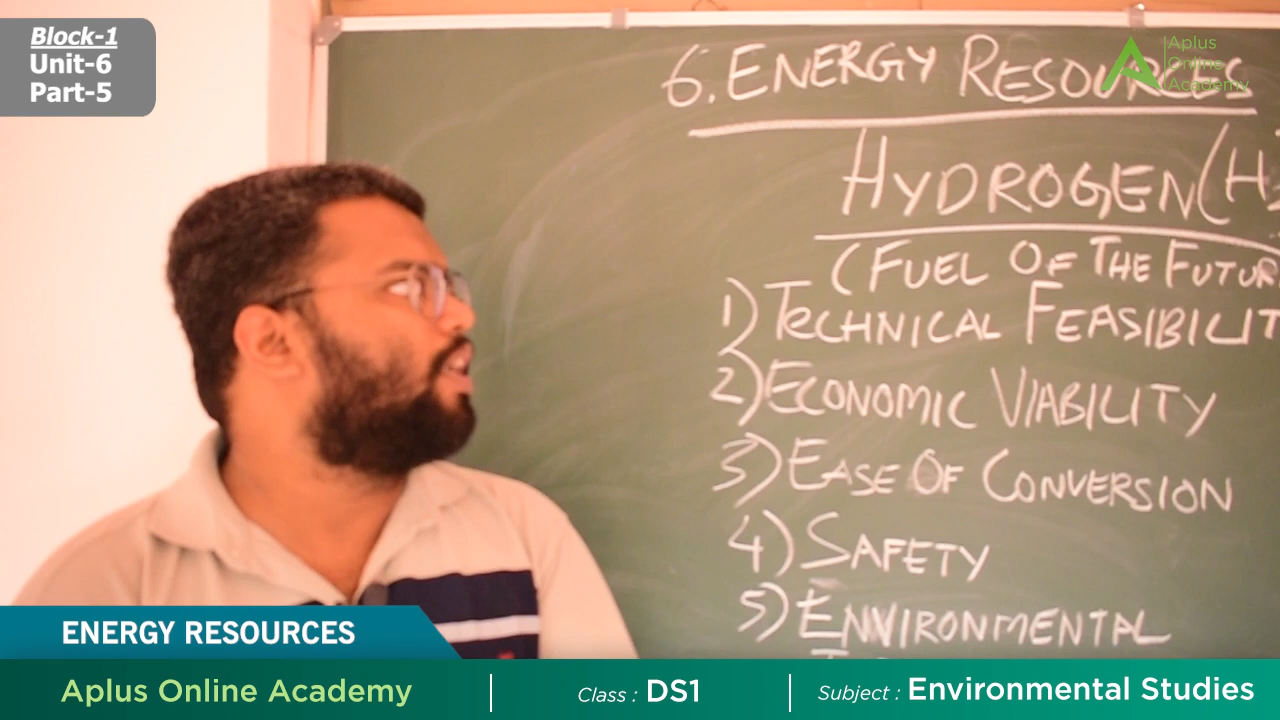 Block-1
Unit-6
Part-5
Aplus
Online
Academy
6. ENERGY RESOURCES
HYDROGEN (H2
(FUEL OF THE FUTUR
1) TECHNICAL FEASIBILIT
2) ECONOMIC VIABILITY
3) EASE OF CONVERSION
4) SAFETY
5) ENVIRONMENTAL
ENERGY RESOURCES
Aplus Online Academy
Class : DS1
Subject : Environmental Studies